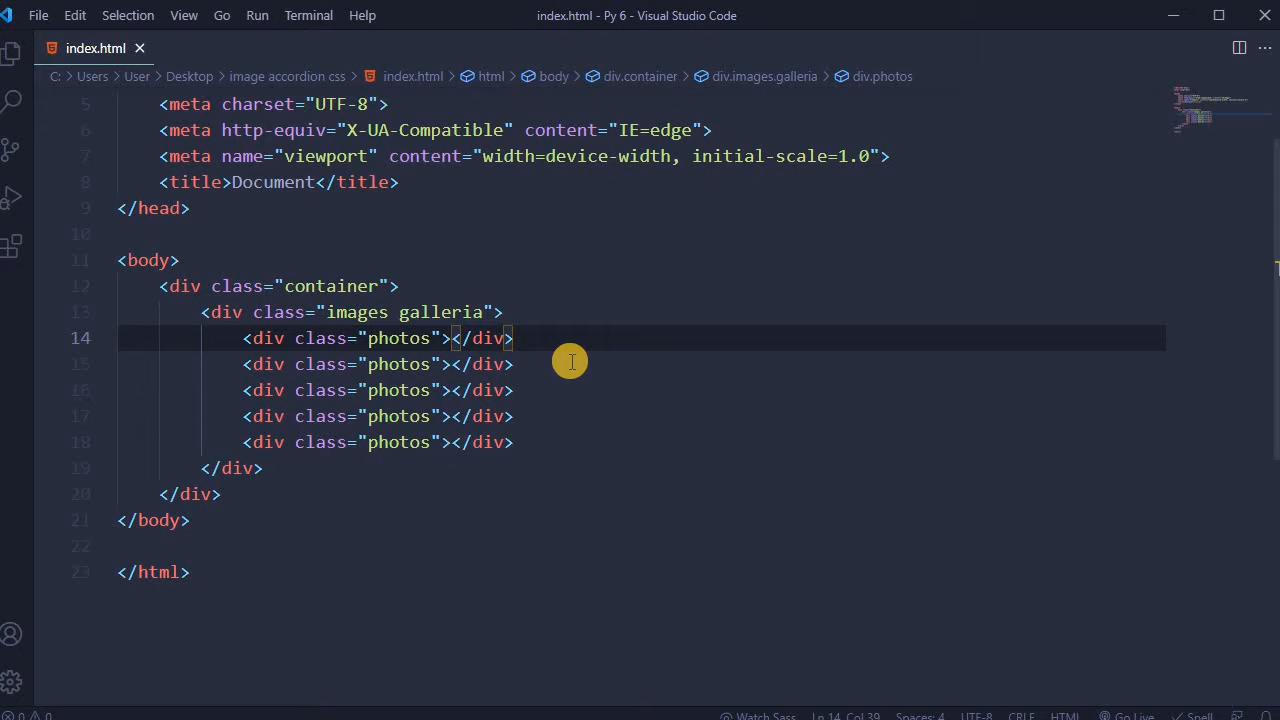 File Edit Selection View Go Run Terminal Help index.html - Py 6 - Visual Studio Code
index.html
C: > Users > User > Desktop > image accordion css > index.html > html > body > div.container > div.images.galleria > div.photos
5 <meta charset="UTF-8">
6 <meta http-equiv="X-UA-Compatible" content="IE=edge">
7 <meta name="viewport" content="width=device-width, initial-scale=1.0">
8 <title>Document</title>
9 </head>
10
11 <body>
12 <div class="container">
13 <div class="images galleria">
14 <div class="photos"></div>
15 <div class="photos"></div>
16 <div class="photos"></div>
17 <div class="photos"></div>
18 <div class="photos"></div>
19 </div>
20 </div>
21 </body>
22
23 </html>
0 0 Watch Sass Ln 14, Col 39 Spaces: 4 UTF-8 CRLF HTML Go Live Spell